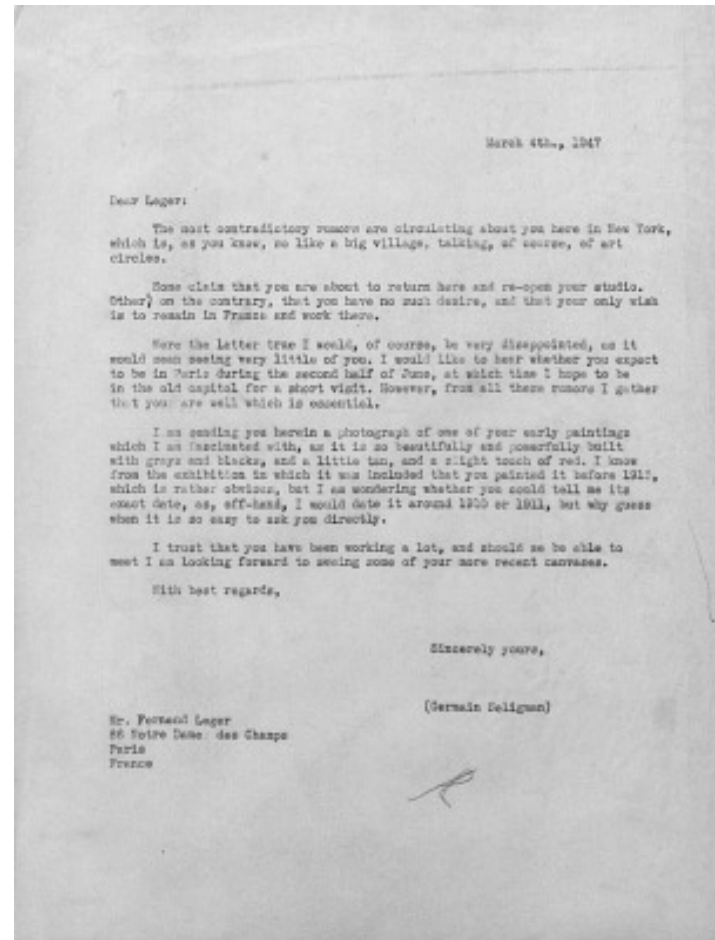 March 4th., 1947
Dear Leger:
The most contradictory rumors are circulating about you here in New York,
which is, as you know, so like a big village, talking, of course, of art
circles.
Some claim that you are about to return here and re-open your studio.
Other) on the contrary, that you have no such desire, and that your only wish
is to remain in France and work there.
Were the latter true I would, of course, be very disappointed, as it
would mean seeing very little of you. I would like to hear whether you expect
to be in Paris during the second half of June, at which time I hope to be
in the old capitol for a short visit. However, from all these rumors I gather
that you are well which is essential.
I am sending you herein a photograph of one of your early paintings
which I am fascinated with, as it is so beautifully and powerfully built
with grays and blacks, and a little tan, and a slight touch of red. I know
from the exhibition in which it was included that you painted it before
which is rather obvious, but I am wondering whether you could tell me its
exact date, as, off-hand, I would date it around 1910 or 1911, but why guess
when it is so easy to ask you directly.
I trust that you have been working a lot, and should we be able to
meet I am looking forward to seeing some of your more recent canvases.
With best regards,
Sincerely yours,
(Germain Seligman)
Mr. Fernand Leger
86 Notre Dame des Champs
Paris
France